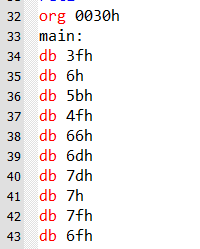 32 org 0030h
33 main:
34 db 3fh
35 db 6h
36 db 5bh
37 db 4fh
38 db 66h
39 db 6dh
40 db 7dh
41 db 7h
42 db 7fh
43 db 6fh